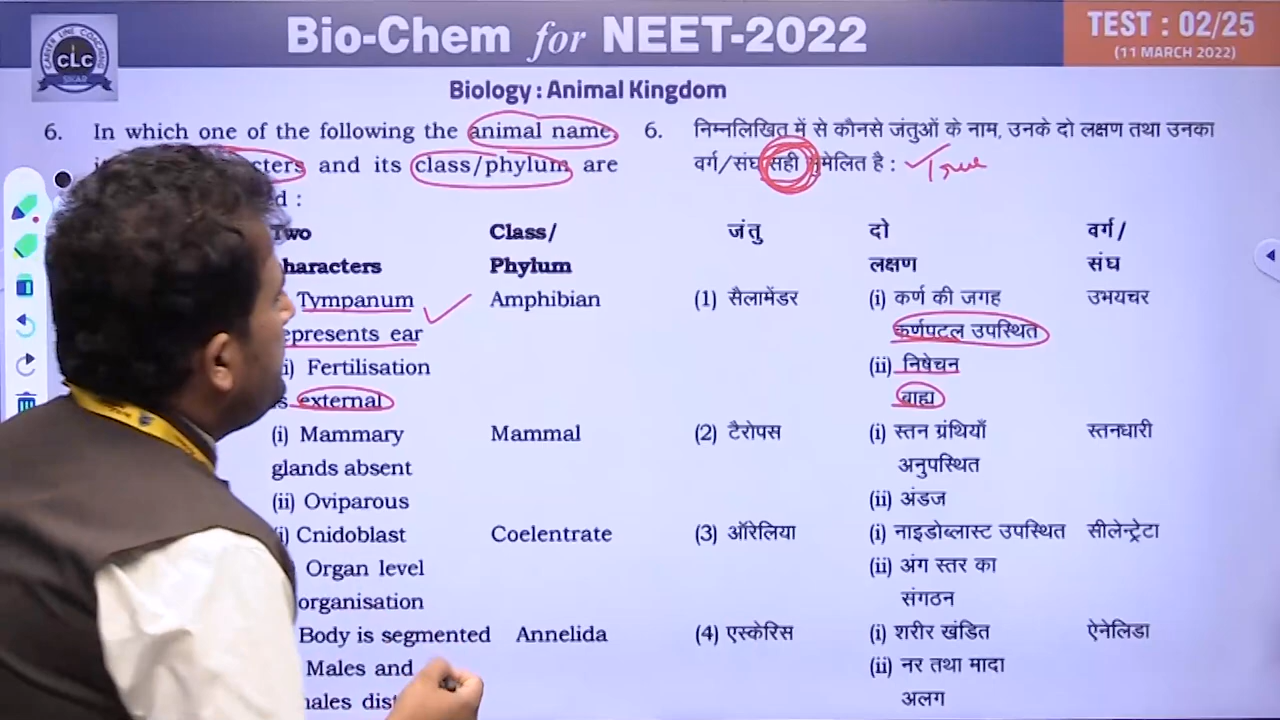 Bio-Chem for NEET-2022
TEST : 02/25
(11 MARCH 2022)
CAREER LINE COACHING
CLC
SIKAR
Biology : Animal Kingdom
6. In which one of the following the animal name,
and its class/phylum are
:
Two
Class/
Phylum
Tympanum
Amphibian
ear
Fertilisation
external
(i) Mammary
Mammal
glands absent
(ii) Oviparous
Cnidoblast
Coelentrate
Organ level
organisation
Body is segmented
Annelida
Males and
6. निम्नलिखित में से कौनसे जंतुओं के नाम, उनके दो लक्षण तथा उनका
वर्ग/संघ सही सुमेलित है : True
जंतु
दो
वर्ग/
लक्षण
संघ
(1) सैलामेंडर
(i) कर्ण की जगह
उभयचर
कर्णपटल उपस्थित
(ii) निषेचन
बाह्य
(2) टैरोपस
(i) स्तन ग्रंथियाँ
स्तनधारी
अनुपस्थित
(ii) अंडज
(3) ऑरेलिया
(i) नाइडोब्लास्ट उपस्थित
सीलेन्ट्रेटा
(ii) अंग स्तर का
संगठन
(4) एस्केरिस
(i) शरीर खंडित
ऐनेलिडा
(ii) नर तथा मादा
अलग